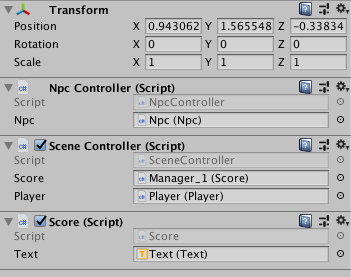 Transform
Position X 0.943062 Y 1.565548 Z -0.33834
Rotation X 0 Y 0 Z 0
Scale X 1 Y 1 Z 1
Npc Controller (Script)
Script NpcController
Npc Npc (Npc)
Scene Controller (Script)
Script SceneController
Score Manager_1 (Score)
Player Player (Player)
Score (Script)
Script Score
Text Text (Text)